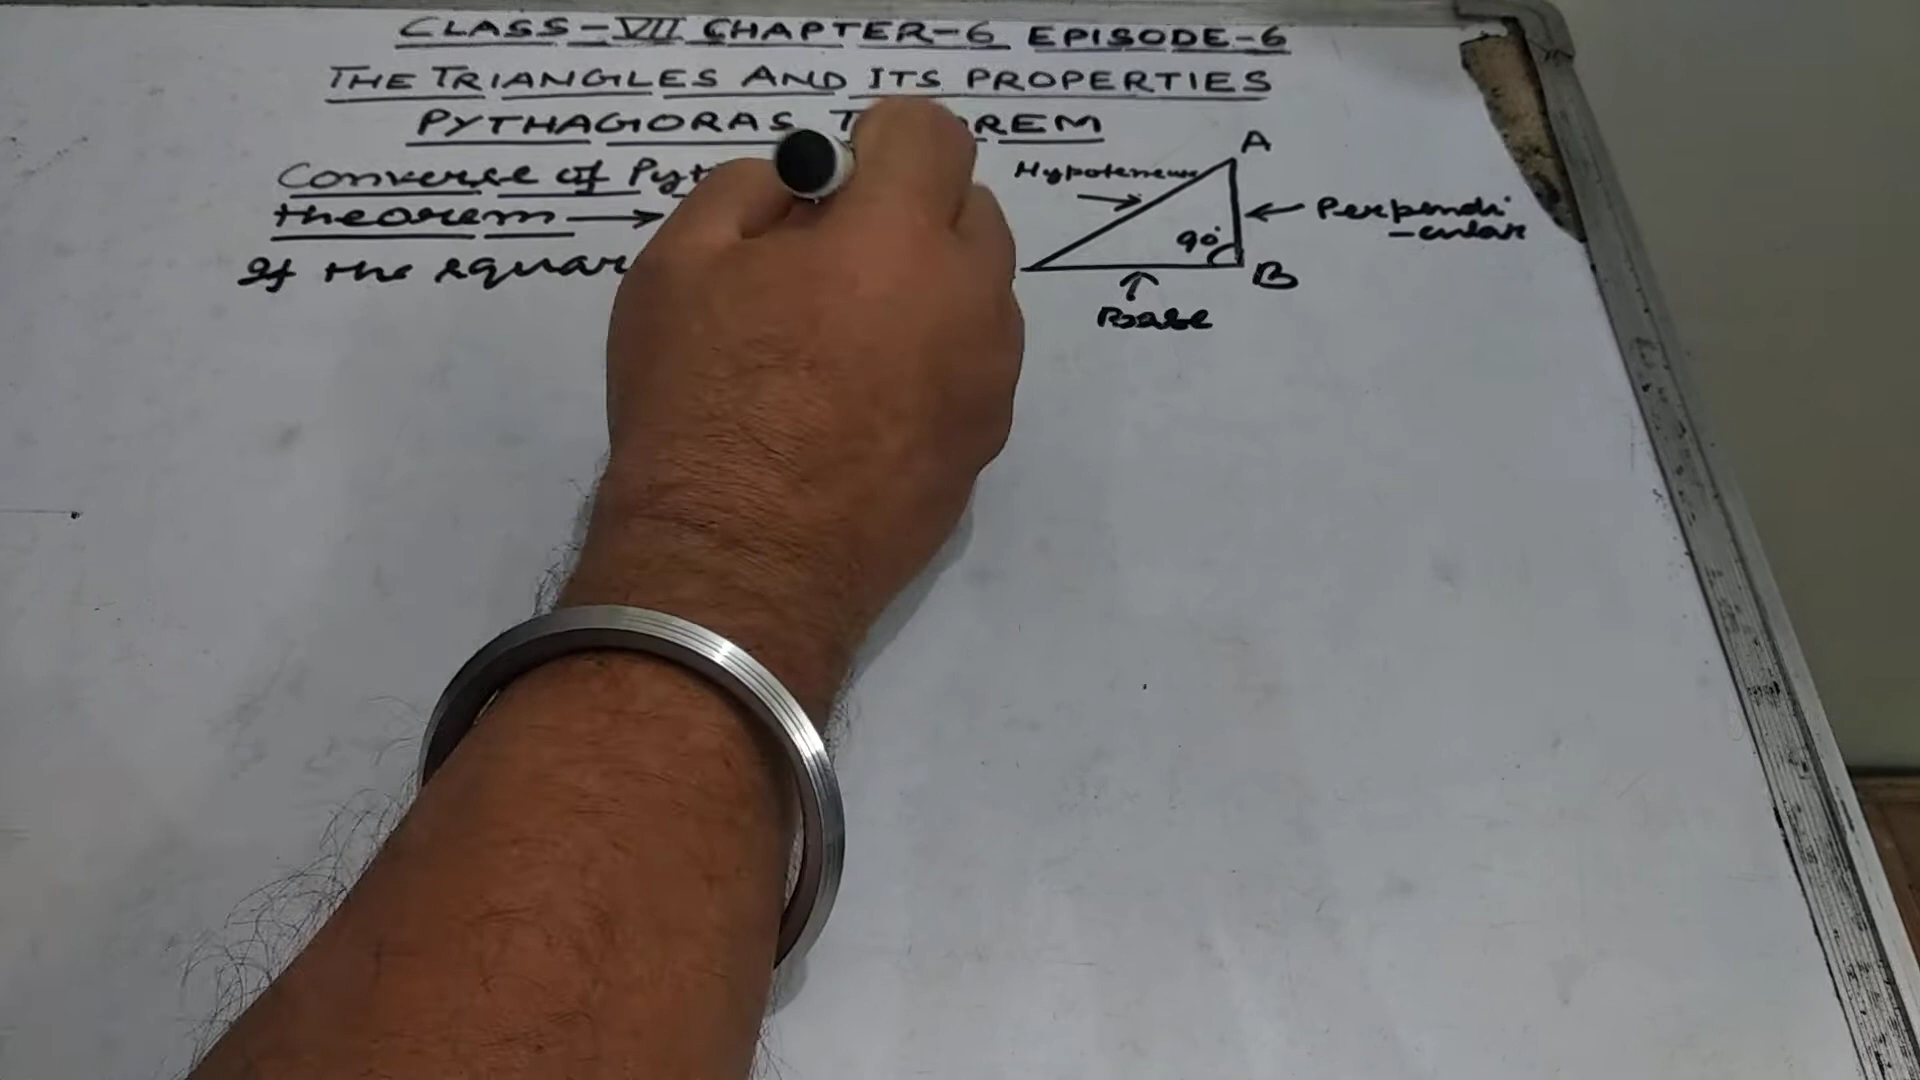 CLASS-VII CHAPTER-6 EPISODE-6
THE TRIANGLES AND ITS PROPERTIES
PYTHAGORAS
Converse of
theorem →
If the
A
Hypotenuse
Perpendi
-cular
90°
B
Base